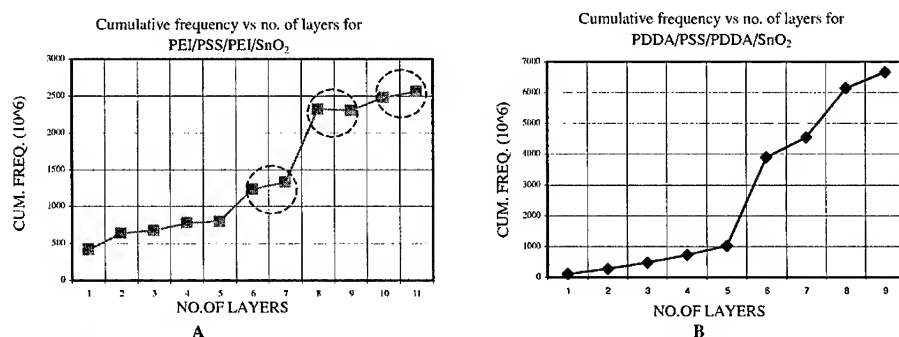 Cumulative frequency vs no. of layers for
PEI/PSS/PEI/SnO2
CUM. FREQ. (10^6)
3000
2500
2000
1500
1000
500
0
1 2 3 4 5 6 7 8 9 10 11
NO.OF LAYERS
A
Cumulative frequency vs no. of layers for
PDDA/PSS/PDDA/SnO2
CUM. FREQ. (10^6)
7000
6000
5000
4000
3000
2000
1000
0
1 2 3 4 5 6 7 8 9
NO.OF LAYERS
B